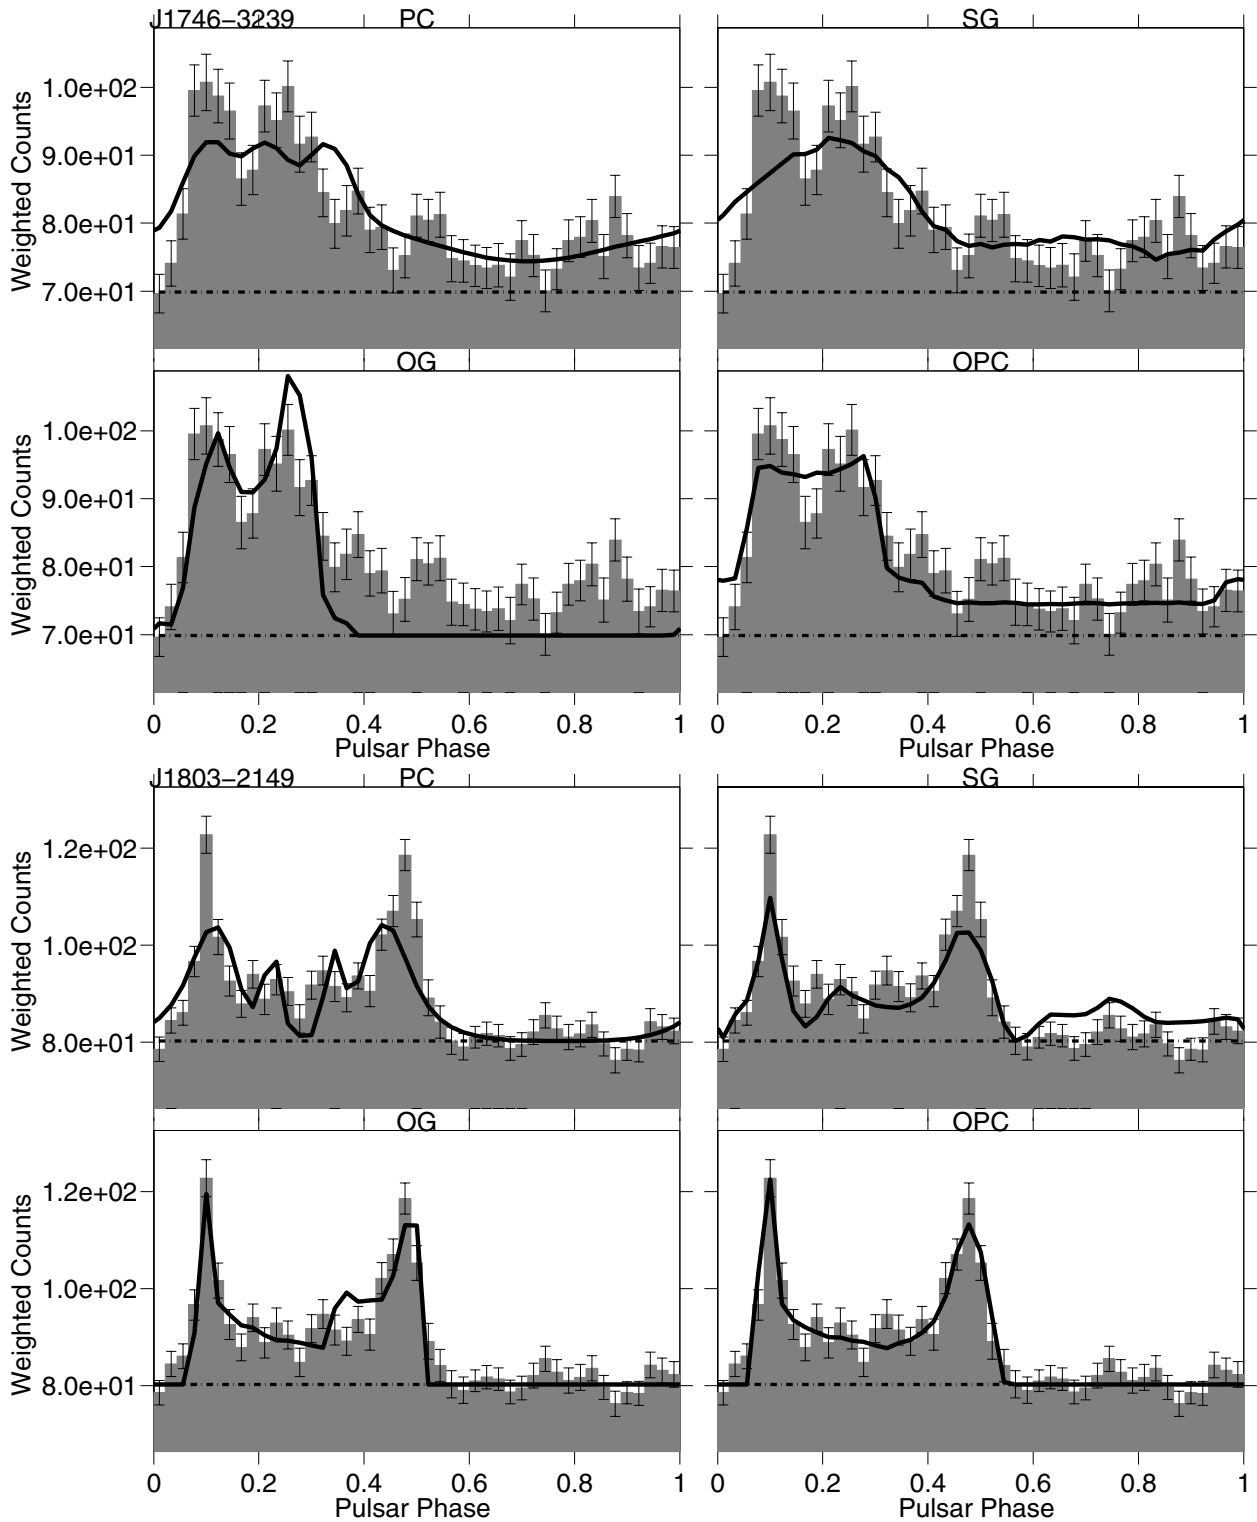 J1746−3239
PC
SG
Weighted Counts
1.0e+02
9.0e+01
8.0e+01
7.0e+01
OG
OPC
Weighted Counts
1.0e+02
9.0e+01
8.0e+01
7.0e+01
0 0.2 0.4 0.6 0.8 1
0 0.2 0.4 0.6 0.8 1
Pulsar Phase
Pulsar Phase
J1803−2149
PC
SG
Weighted Counts
1.2e+02
1.0e+02
8.0e+01
OG
OPC
Weighted Counts
1.2e+02
1.0e+02
8.0e+01
0 0.2 0.4 0.6 0.8 1
0 0.2 0.4 0.6 0.8 1
Pulsar Phase
Pulsar Phase